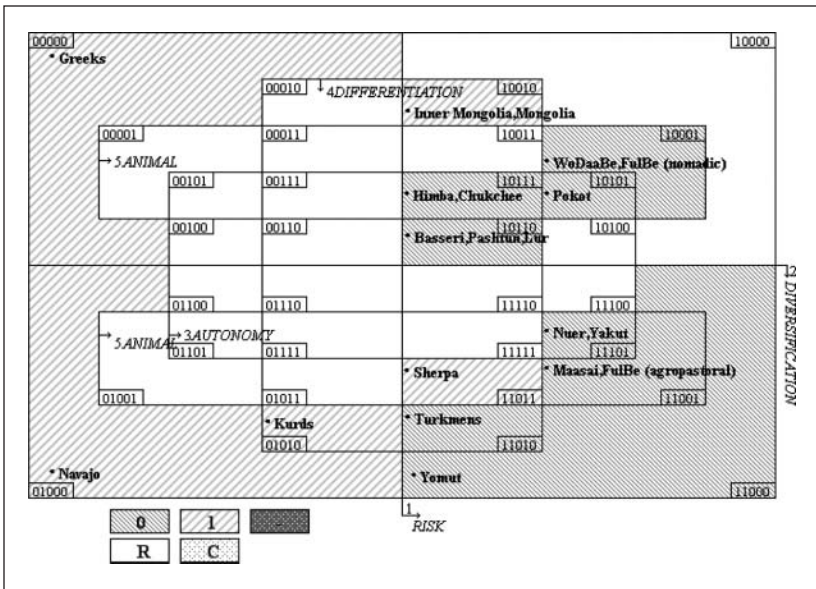 00000 10000
• Greeks
00010 ↓ 4DIFFERENTIATION 10010
• Inner Mongolia,Mongolia
00001 00011 10011 10001
→ 5ANIMAL • WoDaaBe,FulBe (nomadic)
00101 00111 10111 10101
• Himba,Chukchee • Pokot
00100 00110 10110 10100
• Basseri,Pashtun,Lur
2
DIVERSIFICATION
01100 01110 11110 11100
→ 5ANIMAL → 3AUTONOMY • Nuer,Yakut
01101 01111 11111 11101
• Sherpa • Maasai,FulBe (agropastoral)
01001 01011 11011 11001
• Kurds • Turkmens
01010 11010
• Navajo • Yomut
01000 11000
1
RISK
0 1 -
R C